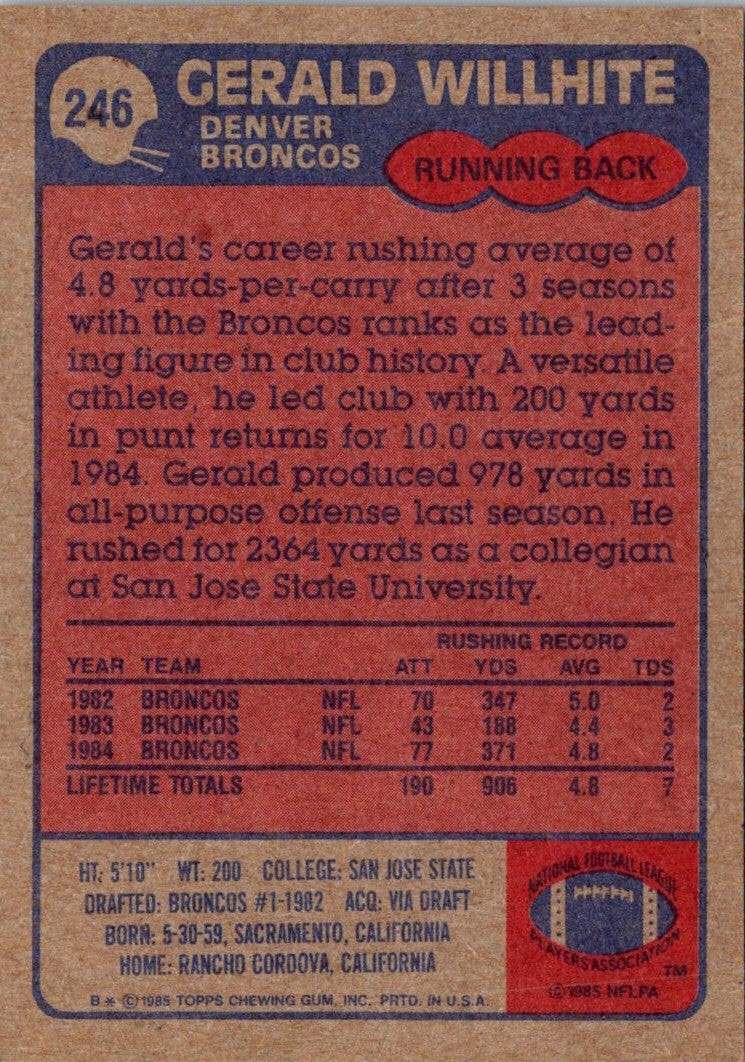 246
GERALD WILLHITE
DENVER
BRONCOS
RUNNING BACK
Gerald's career rushing average of
4.8 yards-per-carry after 3 seasons
with the Broncos ranks as the lead-
ing figure in club history. A versatile
athlete, he led club with 200 yards
in punt returns for 10.0 average in
1984. Gerald produced 978 yards in
all-purpose offense last season. He
rushed for 2364 yards as a collegian
at San Jose State University.
RUSHING RECORD
YEAR TEAM ATT YDS AVG TDS
1982 BRONCOS NFL 70 347 5.0 2
1983 BRONCOS NFL 43 188 4.4 3
1984 BRONCOS NFL 77 371 4.8 2
LIFETIME TOTALS 190 906 4.8 7
HT: 5'10" WT: 200 COLLEGE: SAN JOSE STATE
DRAFTED: BRONCOS #1-1982 ACQ: VIA DRAFT
BORN: 5-30-59, SACRAMENTO, CALIFORNIA
HOME: RANCHO CORDOVA, CALIFORNIA
B * © 1985 TOPPS CHEWING GUM, INC. PRTD. IN U.S.A.
NATIONAL FOOTBALL LEAGUE
PLAYERS ASSOCIATION
TM
© 1985 NFLPA